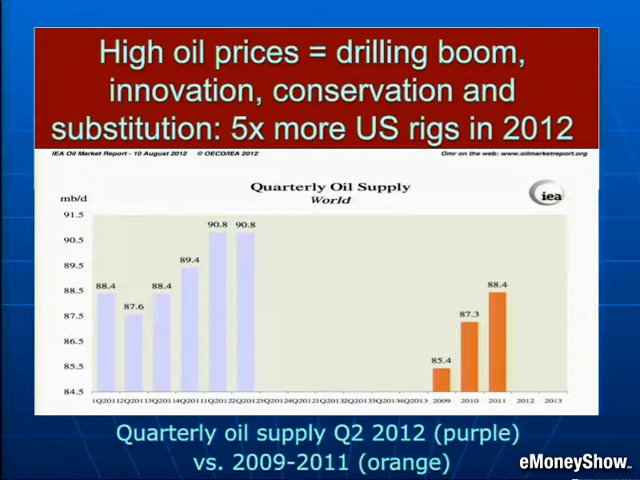 High oil prices = drilling boom,
innovation, conservation and
substitution: 5x more US rigs in 2012
IEA Oil Market Report - 10 August 2012 © OECD/IEA 2012 Omr on the web: www.oilmarketreport.org
Quarterly Oil Supply
World
iea
mb/d
91.5
90.5
89.5
88.5
87.5
86.5
85.5
84.5
88.4
87.6
88.4
89.4
90.8
90.8
85.4
87.3
88.4
1Q2011 2Q2011 3Q2011 4Q2011 1Q2012 2Q2012 3Q2012 4Q2012 1Q2013 2Q2013 3Q2013 4Q2013 2009 2010 2011 2012 2013
Quarterly oil supply Q2 2012 (purple)
vs. 2009-2011 (orange)
eMoneyShow